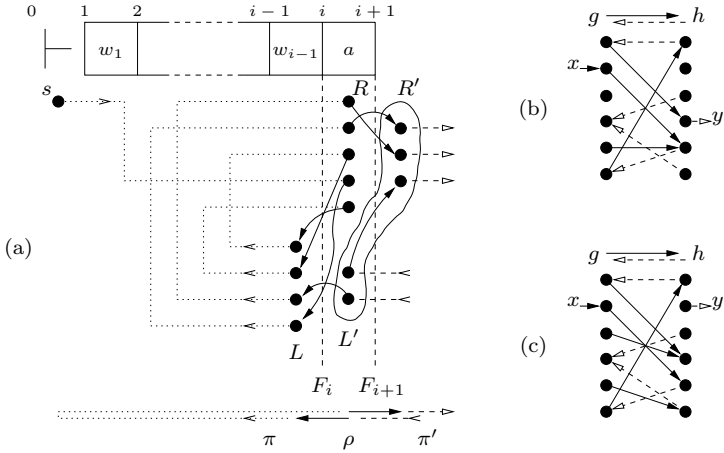 0 1 2 i − 1 i i + 1
w₁ wᵢ₋₁ a
s R R′
(a)
L L′
Fᵢ Fᵢ₊₁
π ρ π′
g h
x
(b)
y
g h
x y
(c)